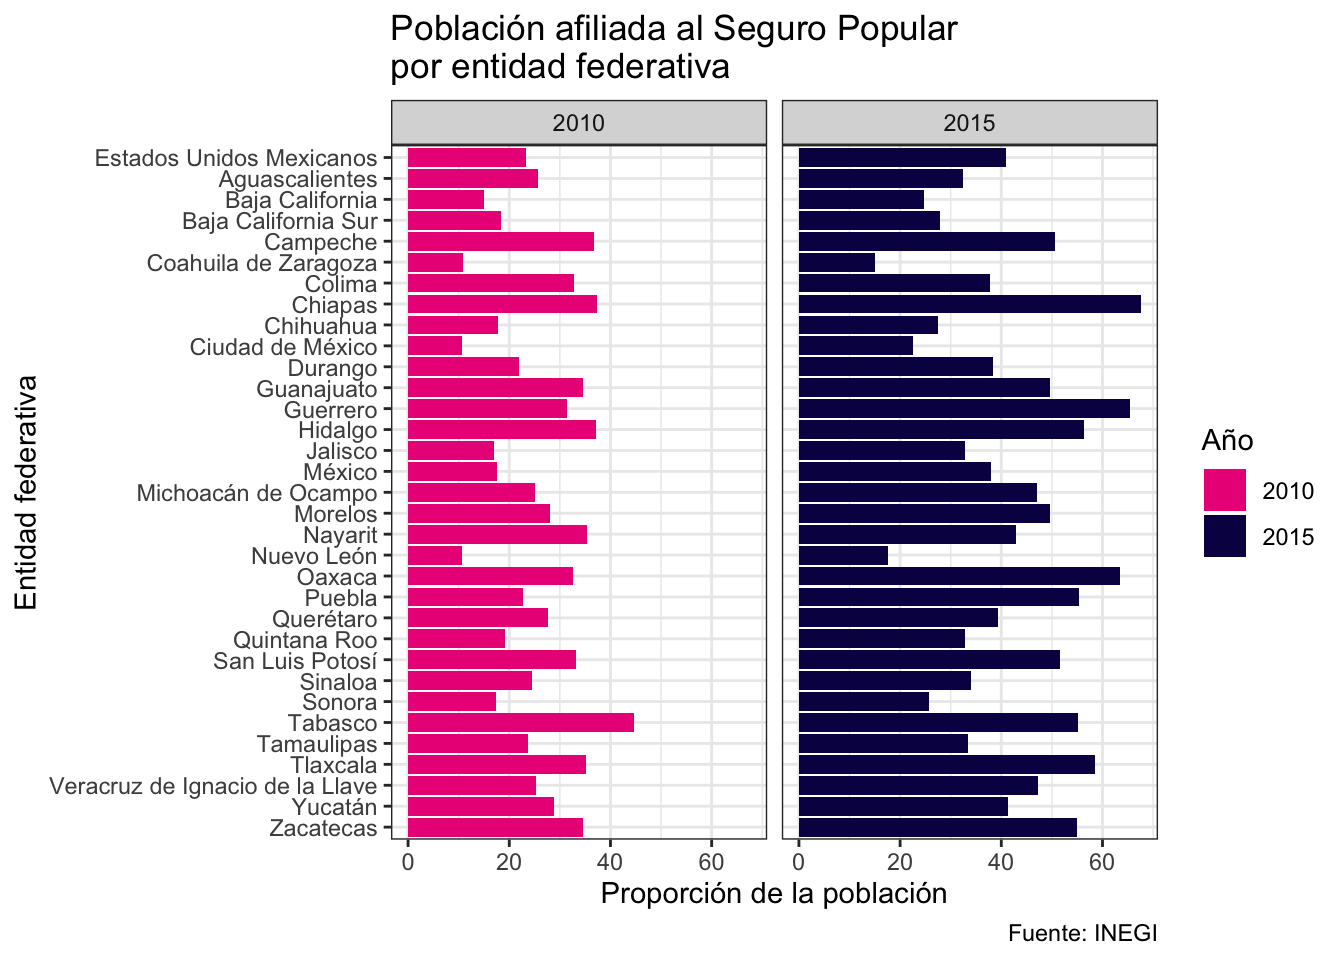 Población afiliada al Seguro Popular
por entidad federativa
2010
2015
Entidad federativa
Estados Unidos Mexicanos
Aguascalientes
Baja California
Baja California Sur
Campeche
Coahuila de Zaragoza
Colima
Chiapas
Chihuahua
Ciudad de México
Durango
Guanajuato
Guerrero
Hidalgo
Jalisco
México
Michoacán de Ocampo
Morelos
Nayarit
Nuevo León
Oaxaca
Puebla
Querétaro
Quintana Roo
San Luis Potosí
Sinaloa
Sonora
Tabasco
Tamaulipas
Tlaxcala
Veracruz de Ignacio de la Llave
Yucatán
Zacatecas
0 20 40 60
0 20 40 60
Proporción de la población
Año
2010
2015
Fuente: INEGI